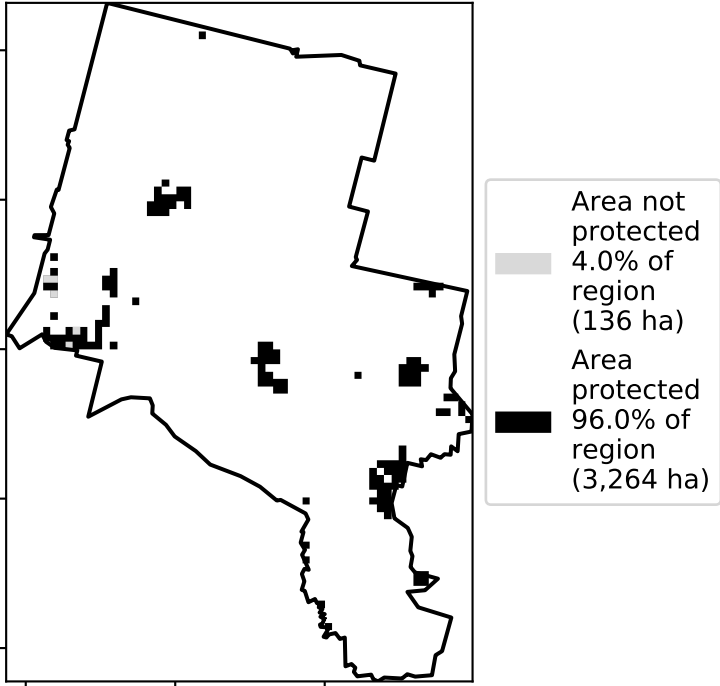 Area not
protected
4.0% of
region
(136 ha)
Area
protected
96.0% of
region
(3,264 ha)